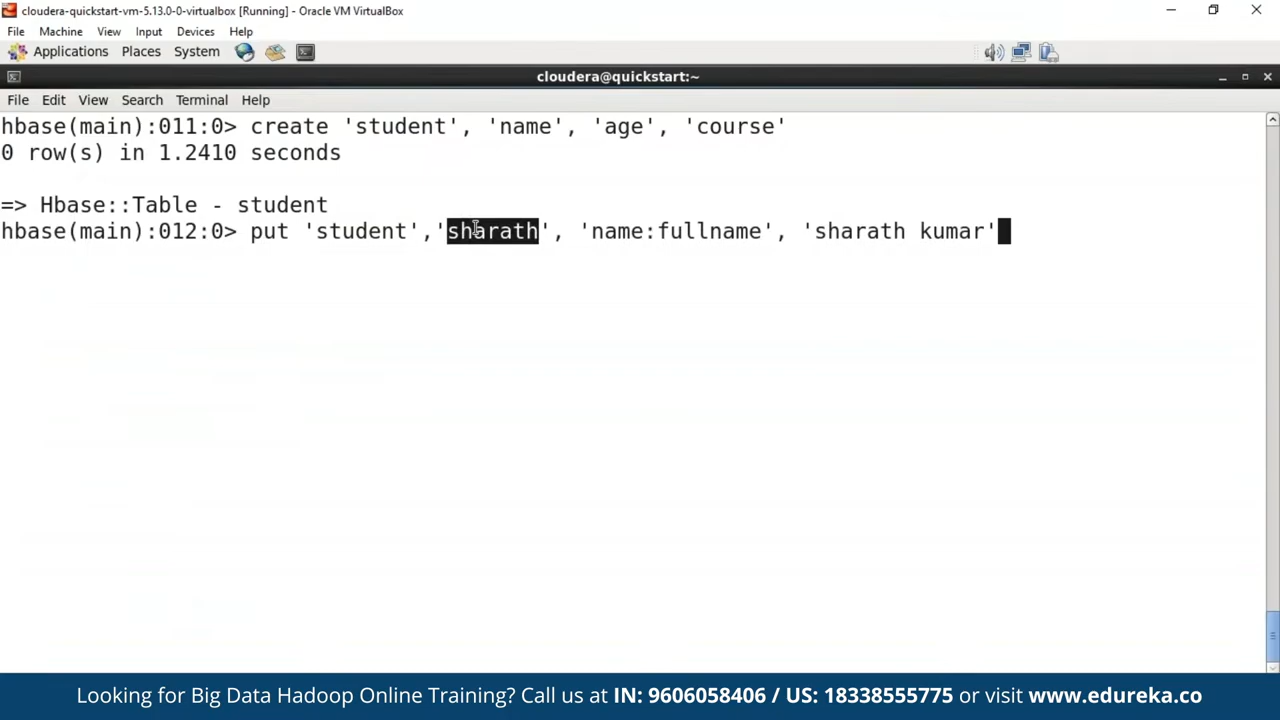 cloudera-quickstart-vm-5.13.0-0-virtualbox [Running] - Oracle VM VirtualBox
File Machine View Input Devices Help
Applications Places System
cloudera@quickstart:~
File Edit View Search Terminal Help
hbase(main):011:0> create 'student', 'name', 'age', 'course'
0 row(s) in 1.2410 seconds
=> Hbase::Table - student
hbase(main):012:0> put 'student','sharath', 'name:fullname', 'sharath kumar'
Looking for Big Data Hadoop Online Training? Call us at IN: 9606058406 / US: 18338555775 or visit www.edureka.co